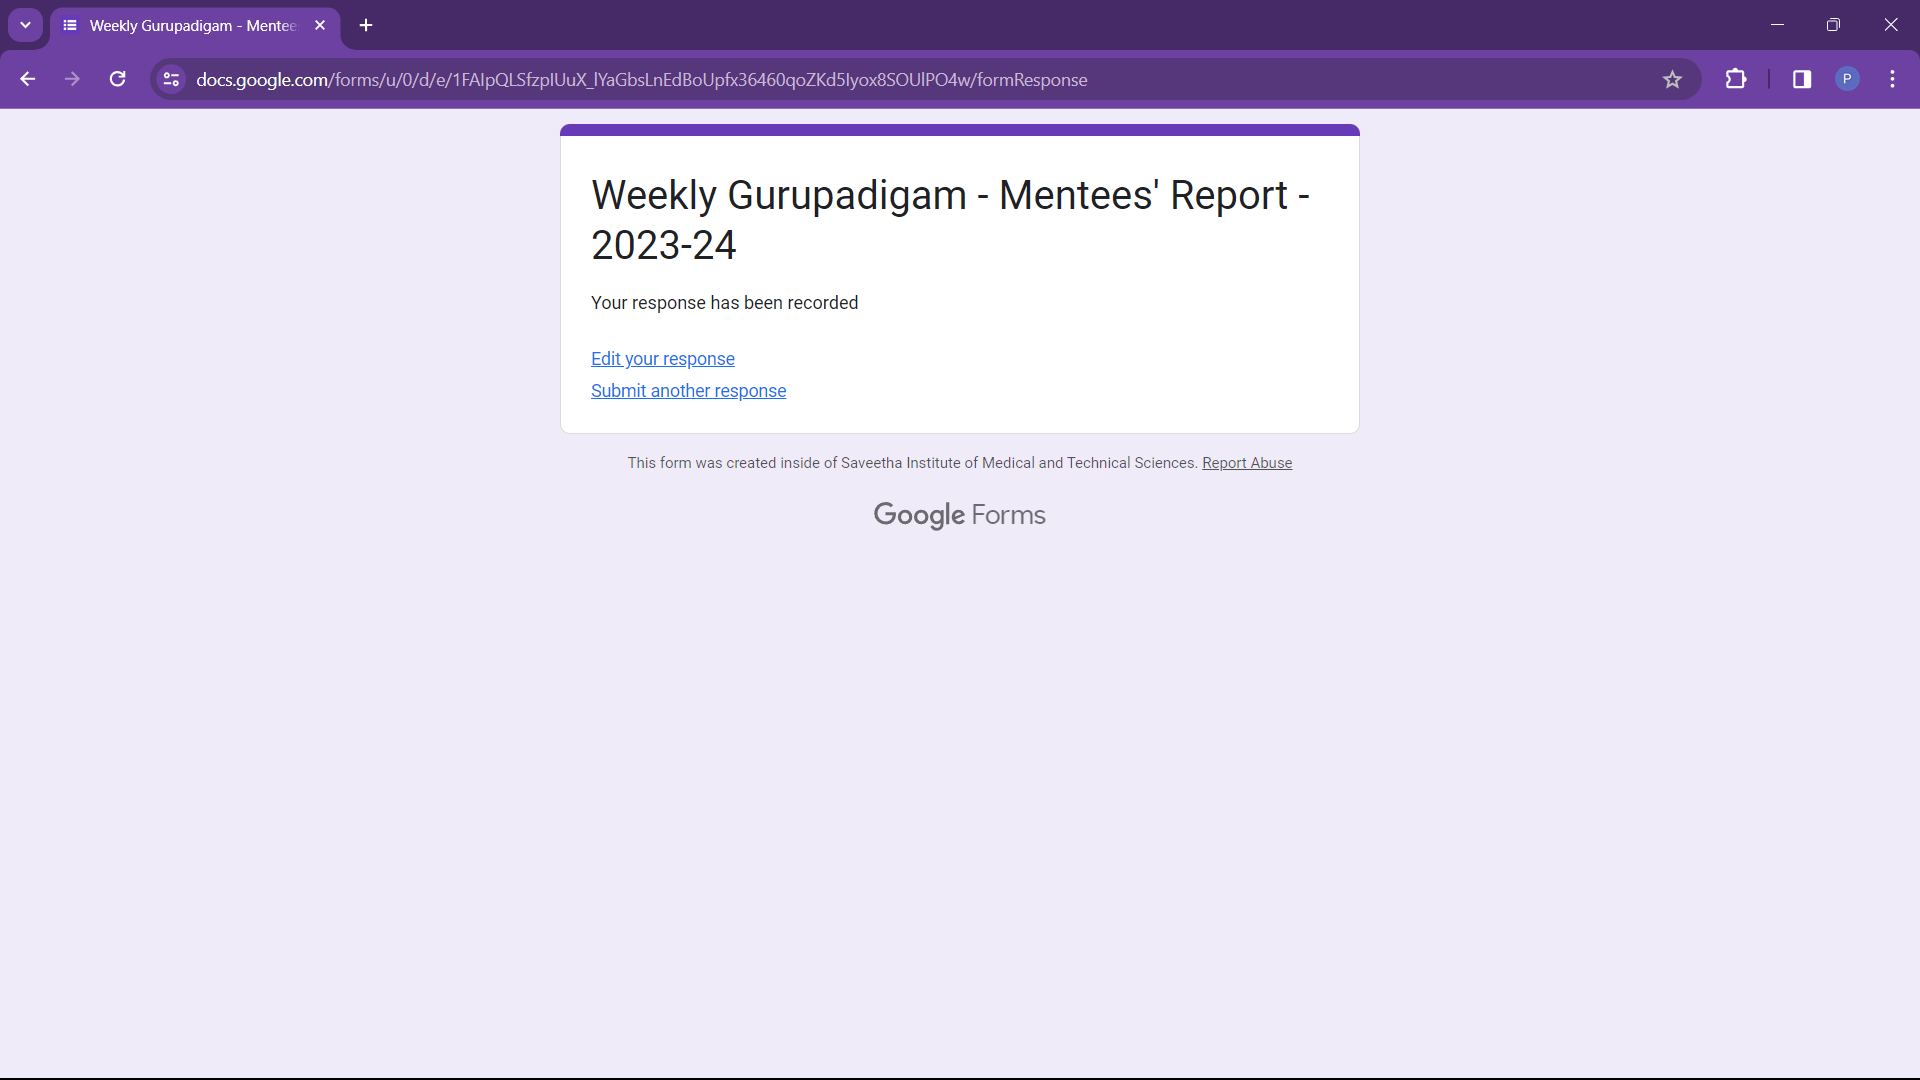 Weekly Gurupadigam - Mentee
docs.google.com/forms/u/0/d/e/1FAIpQLSfzpIUuX_lYaGbsLnEdBoUpfx36460qoZKd5Iyox8SOUlPO4w/formResponse
P
Weekly Gurupadigam - Mentees' Report -
2023-24
Your response has been recorded
Edit your response
Submit another response
This form was created inside of Saveetha Institute of Medical and Technical Sciences. Report Abuse
Google Forms